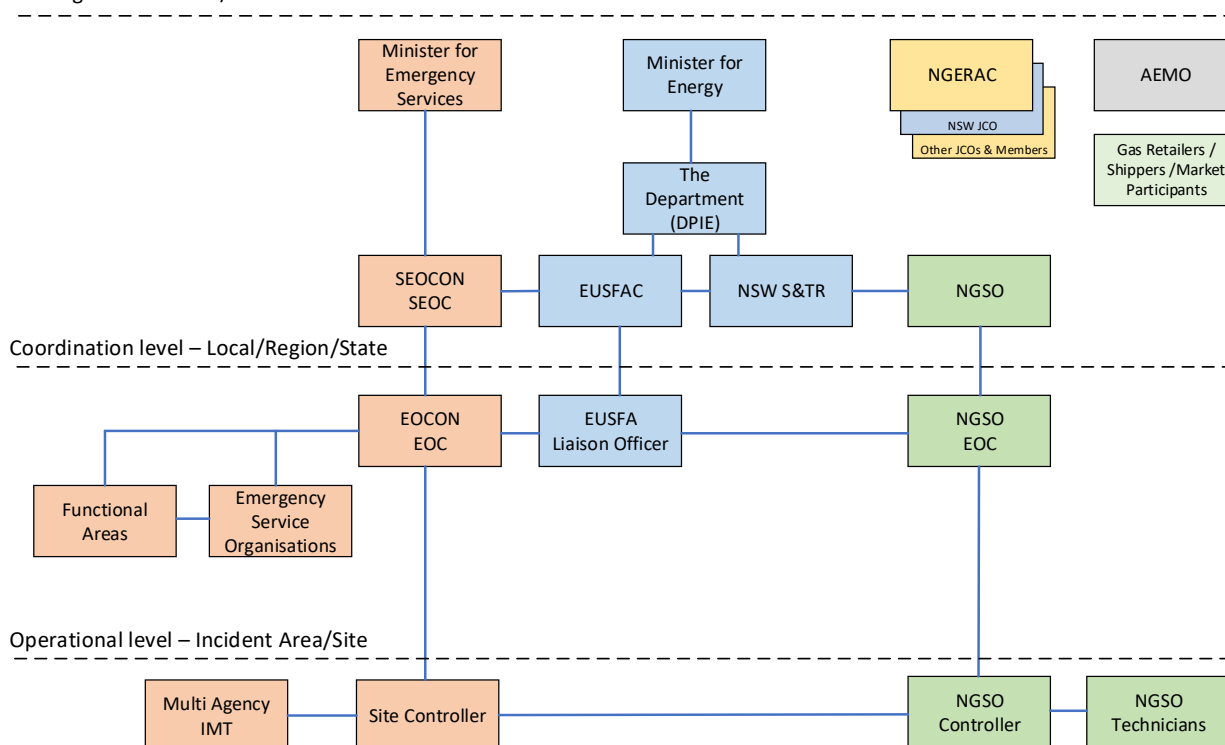 Minister for
Emergency
Services
Minister for
Energy
NGERAC
NSW JCO
Other JCOs & Members
AEMO
Gas Retailers /
Shippers /Market
Participants
The
Department
(DPIE)
SEOCON
SEOC
EUSFAC
NSW S&TR
NGSO
Coordination level – Local/Region/State
EOCON
EOC
EUSFA
Liaison Officer
NGSO
EOC
Functional
Areas
Emergency
Service
Organisations
Operational level – Incident Area/Site
Multi Agency
IMT
Site Controller
NGSO
Controller
NGSO
Technicians